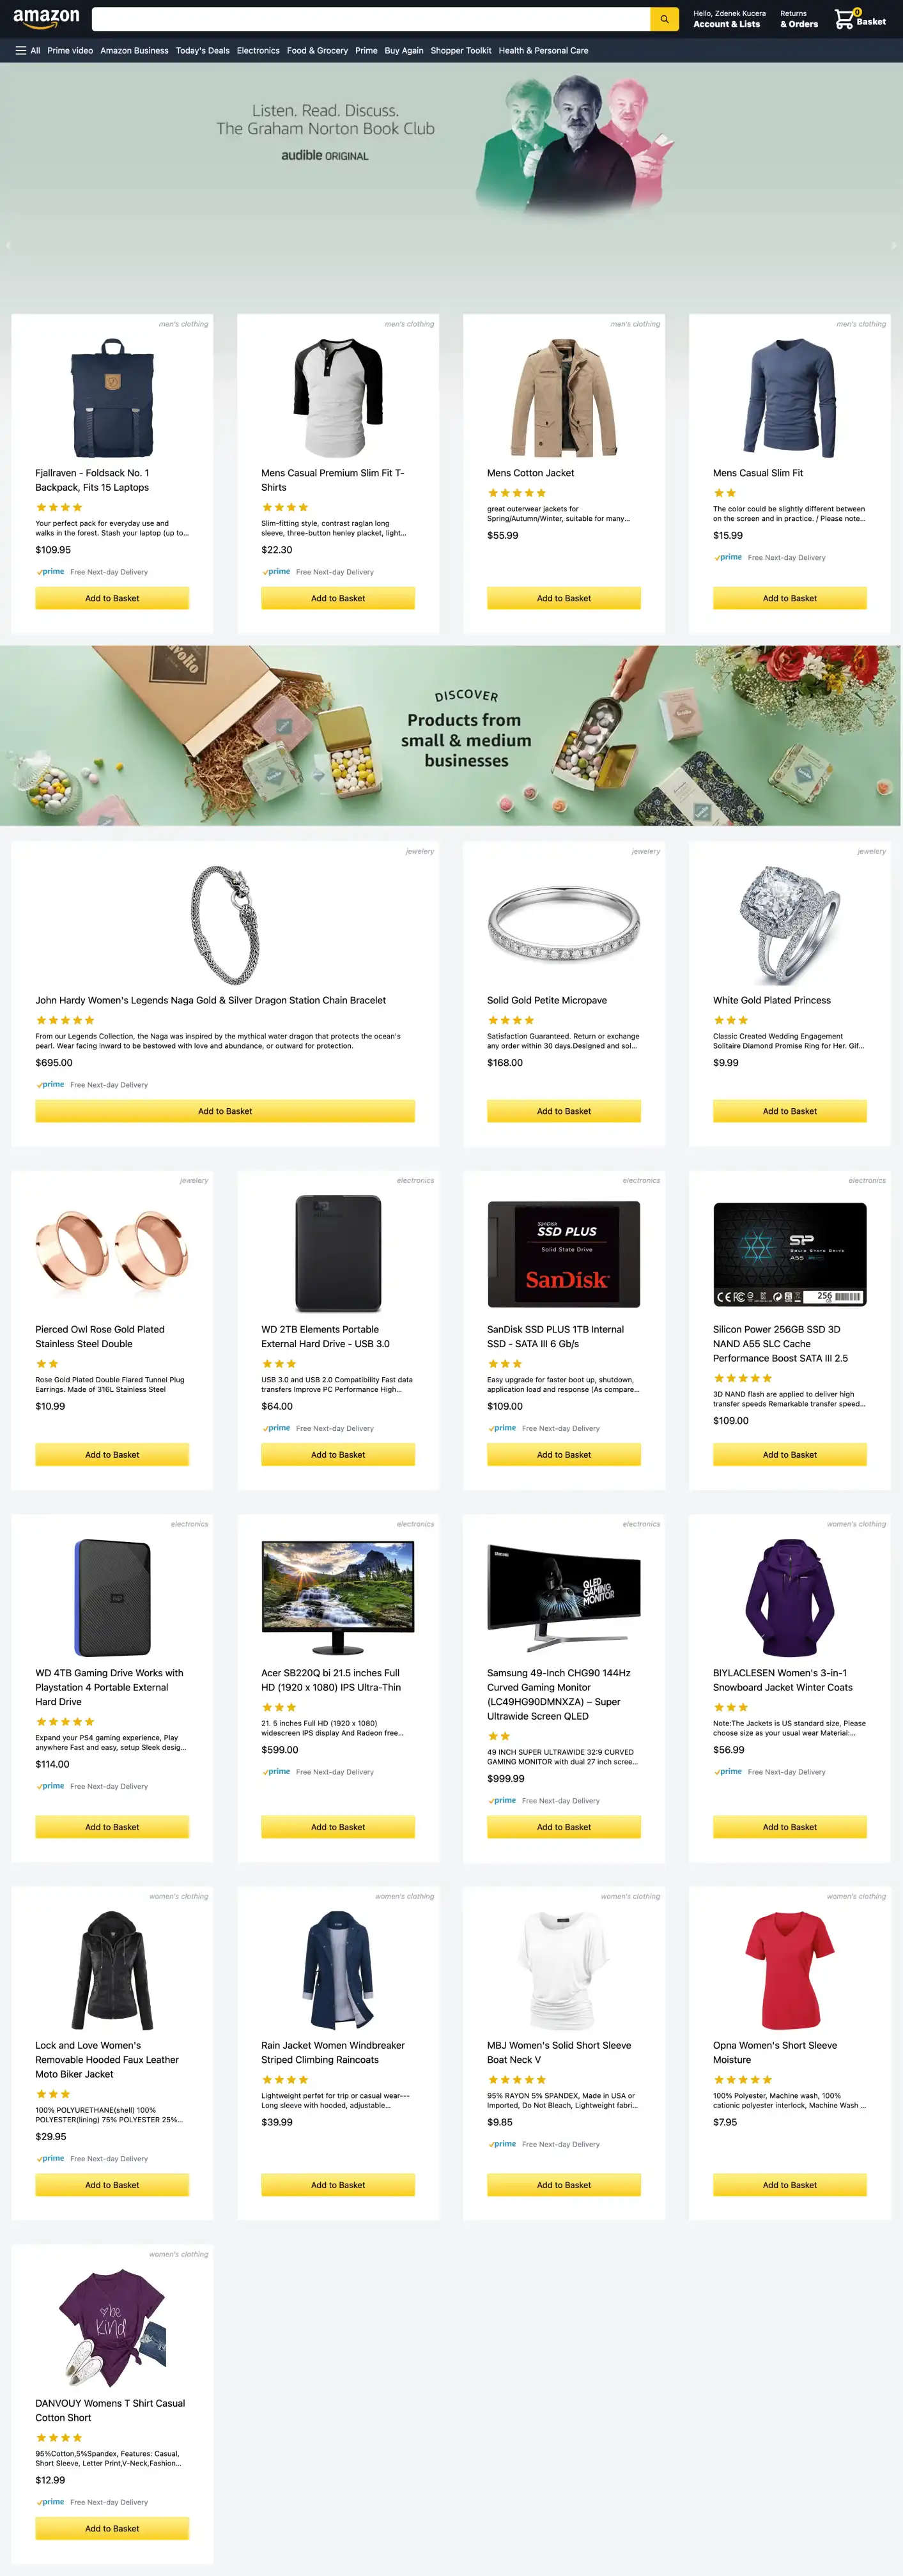 amazon
Hello, Zdenek Kucera
Account & Lists
Returns
& Orders
0
Basket
All Prime video Amazon Business Today's Deals Electronics Food & Grocery Prime Buy Again Shopper Toolkit Health & Personal Care
Listen. Read. Discuss.
The Graham Norton Book Club
audible ORIGINAL
men's clothing
Fjallraven - Foldsack No. 1
Backpack, Fits 15 Laptops
Your perfect pack for everyday use and
walks in the forest. Stash your laptop (up to...
$109.95
prime Free Next-day Delivery
Add to Basket
men's clothing
Mens Casual Premium Slim Fit T-
Shirts
Slim-fitting style, contrast raglan long
sleeve, three-button henley placket, light...
$22.30
prime Free Next-day Delivery
Add to Basket
men's clothing
Mens Cotton Jacket
great outerwear jackets for
Spring/Autumn/Winter, suitable for many...
$55.99
Add to Basket
men's clothing
Mens Casual Slim Fit
The color could be slightly different between
on the screen and in practice. / Please note...
$15.99
prime Free Next-day Delivery
Add to Basket
DISCOVER
Products from
small & medium
businesses
jewelery
John Hardy Women's Legends Naga Gold & Silver Dragon Station Chain Bracelet
From our Legends Collection, the Naga was inspired by the mythical water dragon that protects the ocean's
pearl. Wear facing inward to be bestowed with love and abundance, or outward for protection.
$695.00
prime Free Next-day Delivery
Add to Basket
jewelery
Solid Gold Petite Micropave
Satisfaction Guaranteed. Return or exchange
any order within 30 days.Designed and sol...
$168.00
Add to Basket
jewelery
White Gold Plated Princess
Classic Created Wedding Engagement
Solitaire Diamond Promise Ring for Her. Gif...
$9.99
Add to Basket
jewelery
Pierced Owl Rose Gold Plated
Stainless Steel Double
Rose Gold Plated Double Flared Tunnel Plug
Earrings. Made of 316L Stainless Steel
$10.99
Add to Basket
electronics
WD 2TB Elements Portable
External Hard Drive - USB 3.0
USB 3.0 and USB 2.0 Compatibility Fast data
transfers Improve PC Performance High...
$64.00
prime Free Next-day Delivery
Add to Basket
electronics
SanDisk
SSD PLUS
Solid State Drive
SanDisk
SanDisk SSD PLUS 1TB Internal
SSD - SATA III 6 Gb/s
Easy upgrade for faster boot up, shutdown,
application load and response (As compare...
$109.00
prime Free Next-day Delivery
Add to Basket
electronics
SP
Solid State Drive
A55
256
Silicon Power 256GB SSD 3D
NAND A55 SLC Cache
Performance Boost SATA III 2.5
3D NAND flash are applied to deliver high
transfer speeds Remarkable transfer speed...
$109.00
Add to Basket
electronics
WD 4TB Gaming Drive Works with
Playstation 4 Portable External
Hard Drive
Expand your PS4 gaming experience, Play
anywhere Fast and easy, setup Sleek desig...
$114.00
prime Free Next-day Delivery
Add to Basket
electronics
Acer SB220Q bi 21.5 inches Full
HD (1920 x 1080) IPS Ultra-Thin
21. 5 inches Full HD (1920 x 1080)
widescreen IPS display And Radeon free...
$599.00
prime Free Next-day Delivery
Add to Basket
electronics
SAMSUNG
QLED
GAMING
MONITOR
Samsung 49-Inch CHG90 144Hz
Curved Gaming Monitor
(LC49HG90DMNXZA) – Super
Ultrawide Screen QLED
49 INCH SUPER ULTRAWIDE 32:9 CURVED
GAMING MONITOR with dual 27 inch scree...
$999.99
prime Free Next-day Delivery
Add to Basket
women's clothing
BIYLACLESEN Women's 3-in-1
Snowboard Jacket Winter Coats
Note:The Jackets is US standard size, Please
choose size as your usual wear Material:...
$56.99
prime Free Next-day Delivery
Add to Basket
women's clothing
Lock and Love Women's
Removable Hooded Faux Leather
Moto Biker Jacket
100% POLYURETHANE(shell) 100%
POLYESTER(lining) 75% POLYESTER 25%...
$29.95
prime Free Next-day Delivery
Add to Basket
women's clothing
Rain Jacket Women Windbreaker
Striped Climbing Raincoats
Lightweight perfet for trip or casual wear---
Long sleeve with hooded, adjustable...
$39.99
Add to Basket
women's clothing
MBJ Women's Solid Short Sleeve
Boat Neck V
95% RAYON 5% SPANDEX, Made in USA or
Imported, Do Not Bleach, Lightweight fabri...
$9.85
prime Free Next-day Delivery
Add to Basket
women's clothing
Opna Women's Short Sleeve
Moisture
100% Polyester, Machine wash, 100%
cationic polyester interlock, Machine Wash ...
$7.95
Add to Basket
women's clothing
be
kind
DANVOUY Womens T Shirt Casual
Cotton Short
95%Cotton,5%Spandex, Features: Casual,
Short Sleeve, Letter Print,V-Neck,Fashion...
$12.99
prime Free Next-day Delivery
Add to Basket